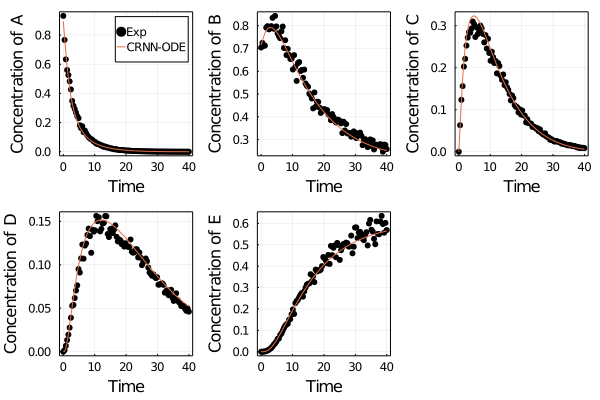 Concentration of A
0.8
0.6
0.4
0.2
0.0
0 10 20 30 40
Time
Exp
CRNN-ODE
Concentration of B
0.8
0.7
0.6
0.5
0.4
0.3
0 10 20 30 40
Time
Concentration of C
0.3
0.2
0.1
0.0
0 10 20 30 40
Time
Concentration of D
0.15
0.10
0.05
0.00
0 10 20 30 40
Time
Concentration of E
0.6
0.5
0.4
0.3
0.2
0.1
0.0
0 10 20 30 40
Time